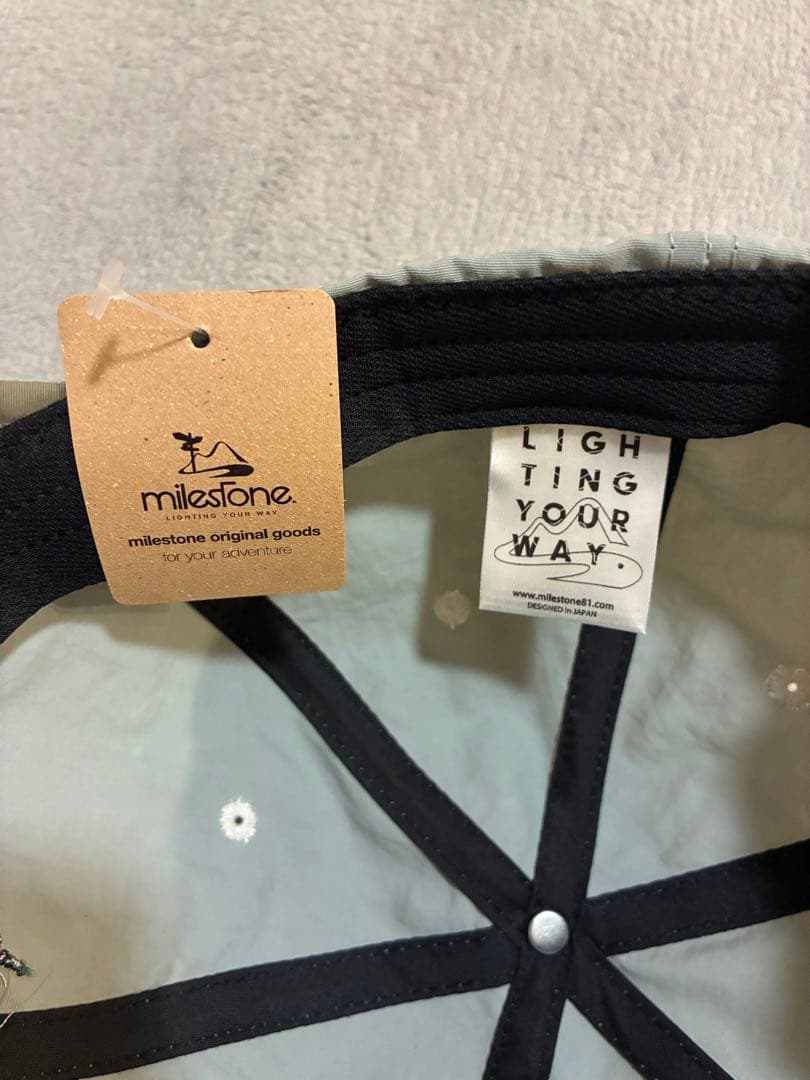 milestone.
LIGHTING YOUR WAY
milestone original goods
for your adventure
LIGH
TING
YOUR
WAY
www.milestone81.com
DESIGNED in JAPAN